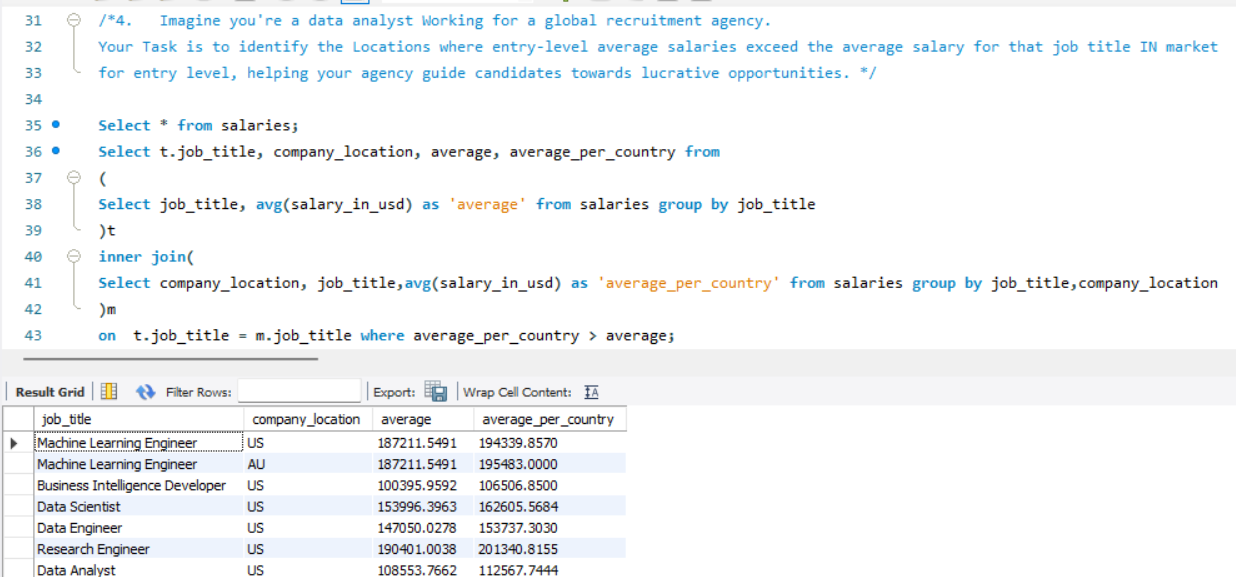 31 /*4. Imagine you're a data analyst Working for a global recruitment agency.
32 Your Task is to identify the Locations where entry-level average salaries exceed the average salary for that job title IN market
33 for entry level, helping your agency guide candidates towards lucrative opportunities. */
34
35 Select * from salaries;
36 Select t.job_title, company_location, average, average_per_country from
37 (
38 Select job_title, avg(salary_in_usd) as 'average' from salaries group by job_title
39 )t
40 inner join(
41 Select company_location, job_title,avg(salary_in_usd) as 'average_per_country' from salaries group by job_title,company_location
42 )m
43 on t.job_title = m.job_title where average_per_country > average;
Result Grid Filter Rows: Export: Wrap Cell Content: IA
job_title company_location average average_per_country
Machine Learning Engineer US 187211.5491 194339.8570
Machine Learning Engineer AU 187211.5491 195483.0000
Business Intelligence Developer US 100395.9592 106506.8500
Data Scientist US 153996.3963 162605.5684
Data Engineer US 147050.0278 153737.3030
Research Engineer US 190401.0038 201340.8155
Data Analyst US 108553.7662 112567.7444